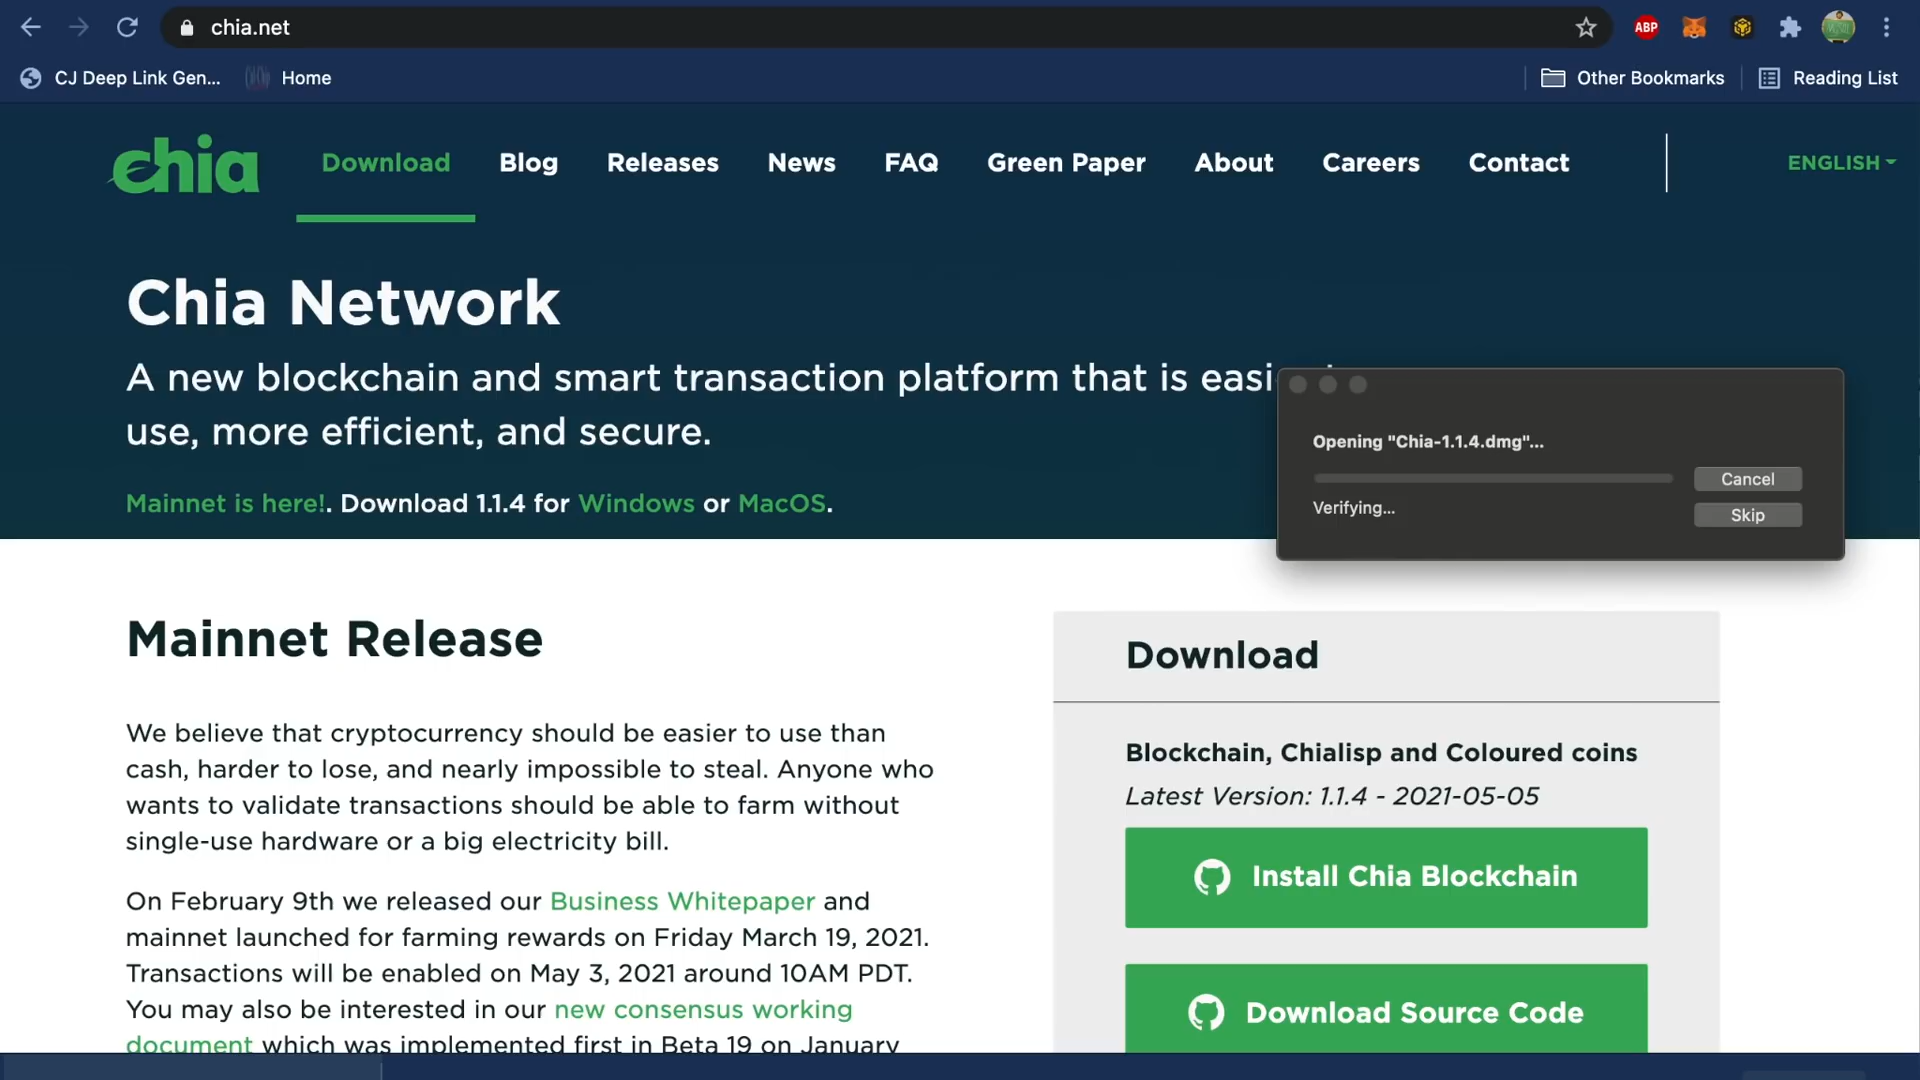 chia.net
ABP
CJ Deep Link Gen...
Home
Other Bookmarks
Reading List
chia
Download
Blog
Releases
News
FAQ
Green Paper
About
Careers
Contact
ENGLISH
Chia Network
A new blockchain and smart transaction platform that is easi
use, more efficient, and secure.
Mainnet is here!. Download 1.1.4 for Windows or MacOS.
Opening "Chia-1.1.4.dmg"...
Cancel
Verifying...
Skip
Mainnet Release
We believe that cryptocurrency should be easier to use than
cash, harder to lose, and nearly impossible to steal. Anyone who
wants to validate transactions should be able to farm without
single-use hardware or a big electricity bill.
On February 9th we released our Business Whitepaper and
mainnet launched for farming rewards on Friday March 19, 2021.
Transactions will be enabled on May 3, 2021 around 10AM PDT.
You may also be interested in our new consensus working
document which was implemented first in Beta 19 on January
Download
Blockchain, Chialisp and Coloured coins
Latest Version: 1.1.4 - 2021-05-05
Install Chia Blockchain
Download Source Code